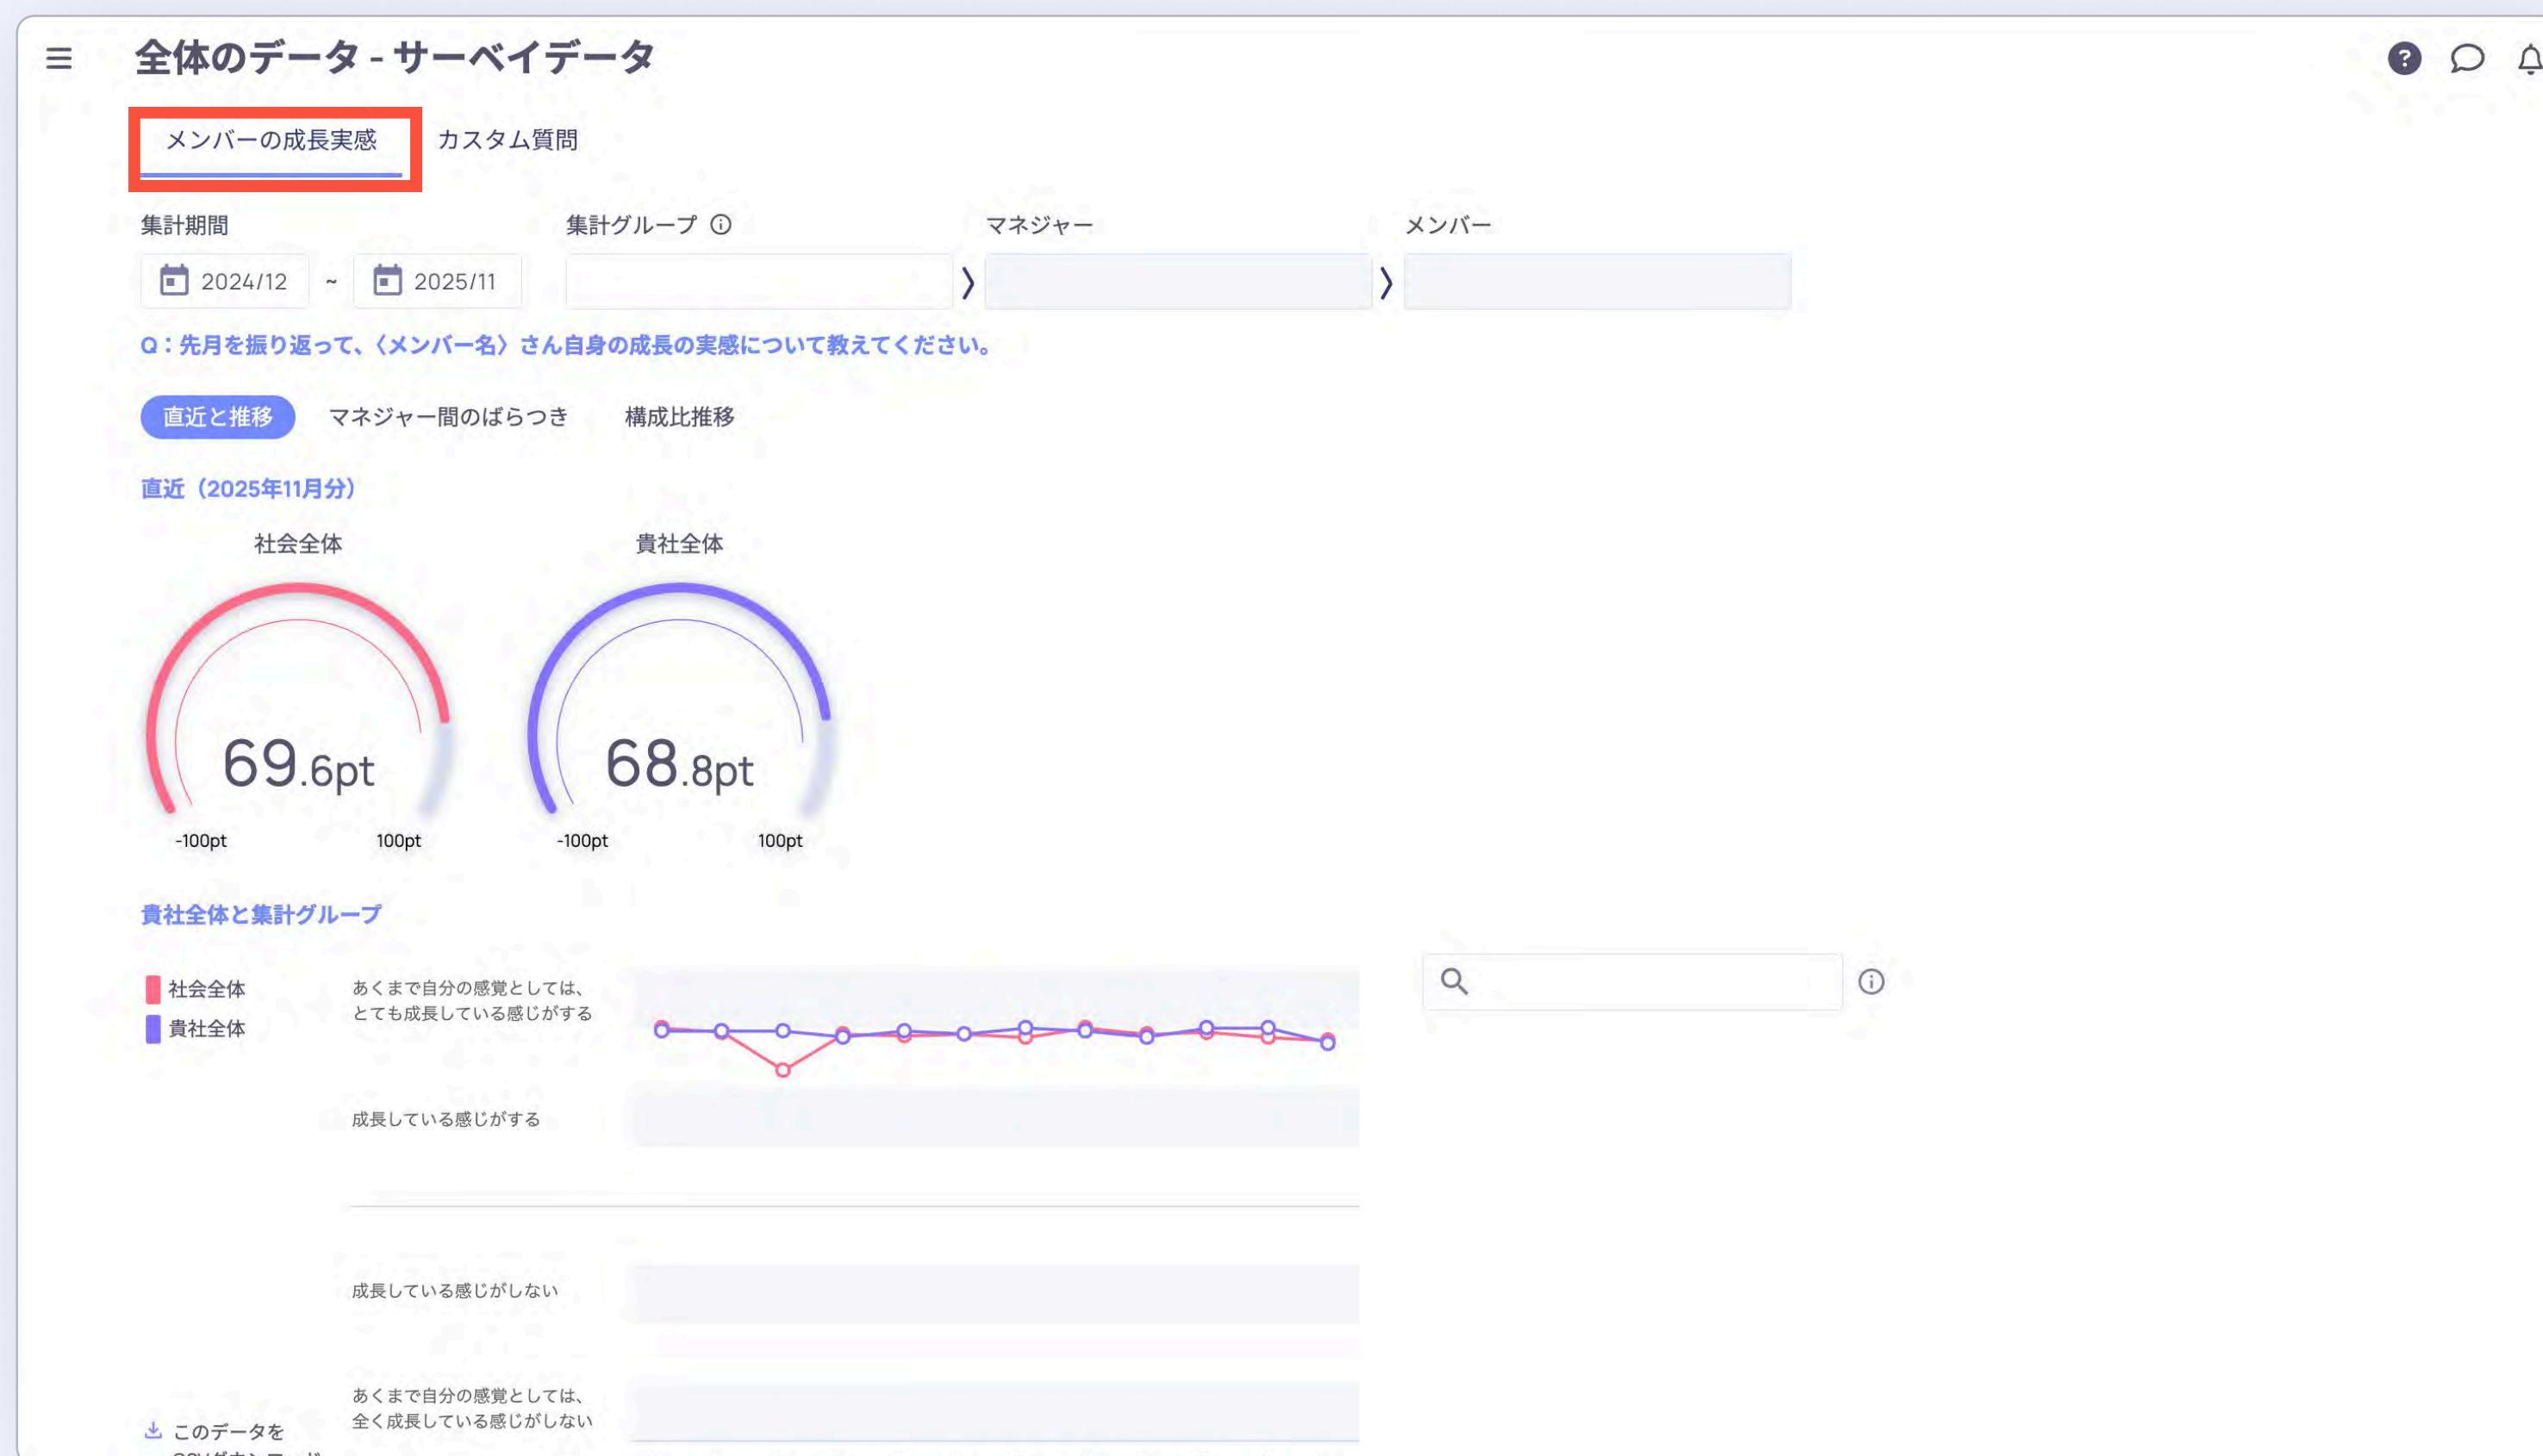 全体のデータ - サーベイデータ
メンバーの成長実感 カスタム質問
集計期間 集計グループ マネジャー メンバー
2024/12 ~ 2025/11
Q：先月を振り返って、〈メンバー名〉さん自身の成長の実感について教えてください。
直近と推移 マネジャー間のばらつき 構成比推移
直近（2025年11月分）
社会全体 貴社全体
69.6pt 68.8pt
-100pt 100pt -100pt 100pt
貴社全体と集計グループ
社会全体
貴社全体
あくまで自分の感覚としては、
とても成長している感じがする
成長している感じがする
成長している感じがしない
あくまで自分の感覚としては、
全く成長している感じがしない
このデータを